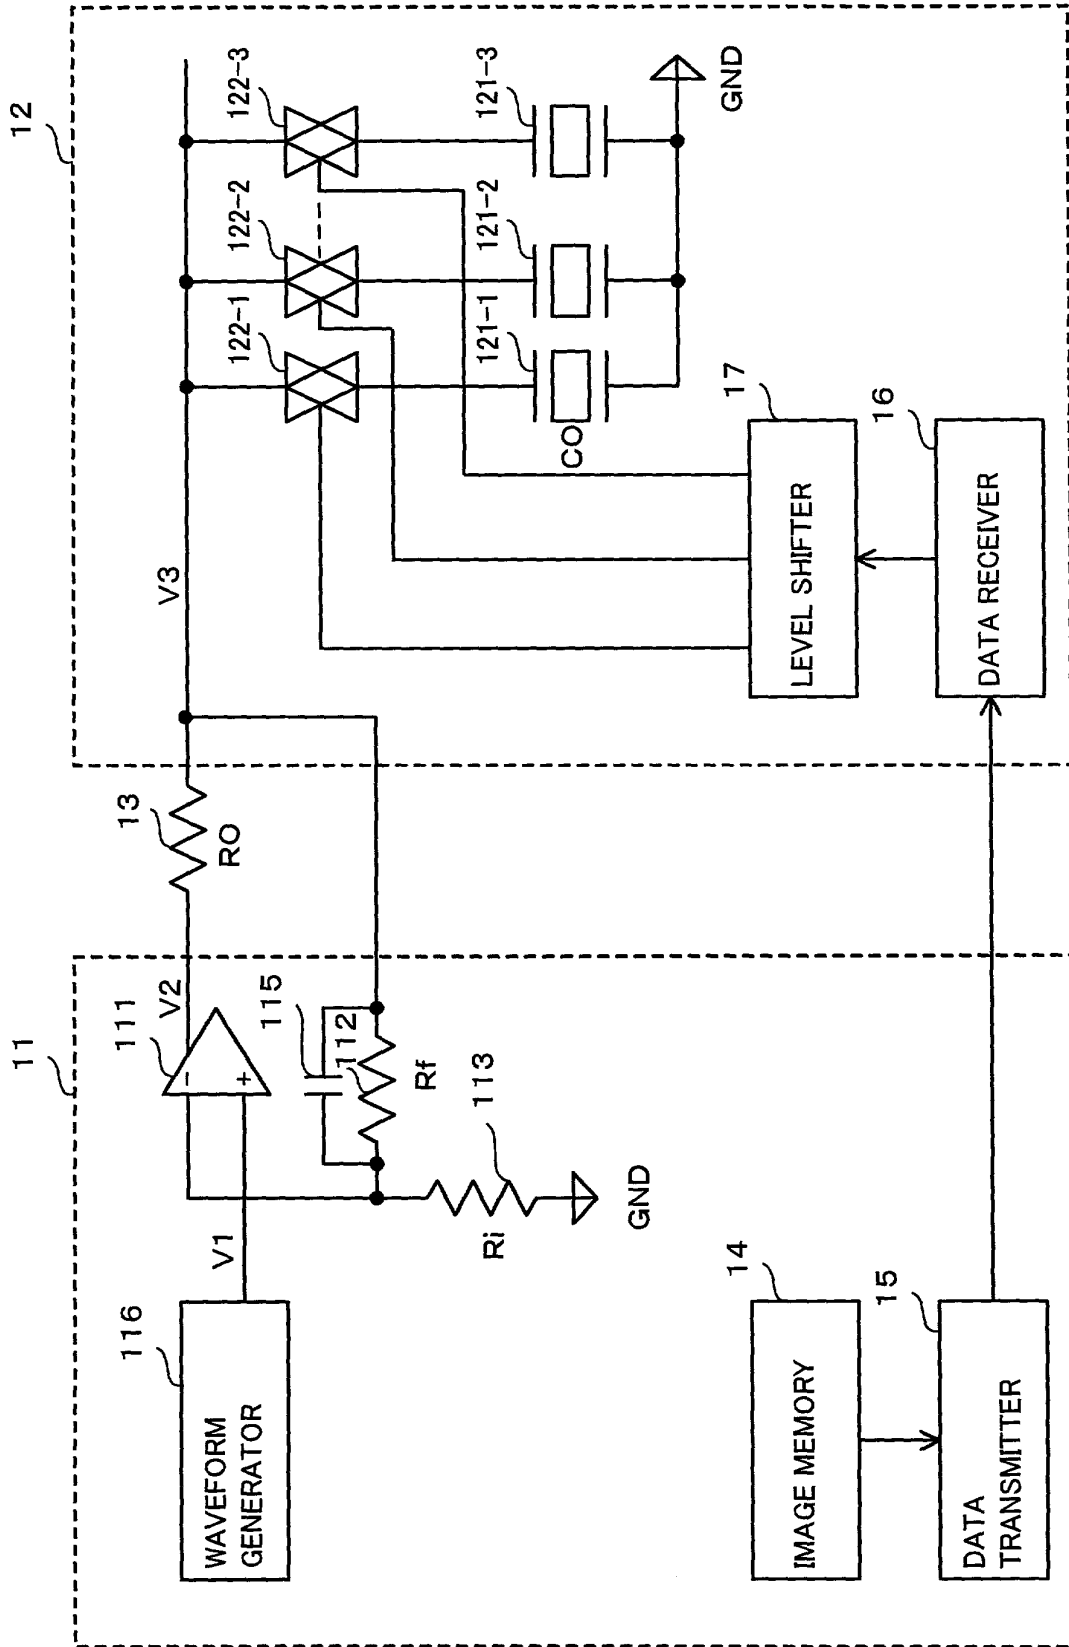 11
12
WAVEFORM
GENERATOR
116
V1
111
-
+
V2
13
RO
V3
115
112
Rf
Ri
113
GND
122-1
122-2
122-3
121-1
121-2
121-3
CO
GND
IMAGE MEMORY
14
DATA
TRANSMITTER
15
LEVEL SHIFTER
17
DATA RECEIVER
16